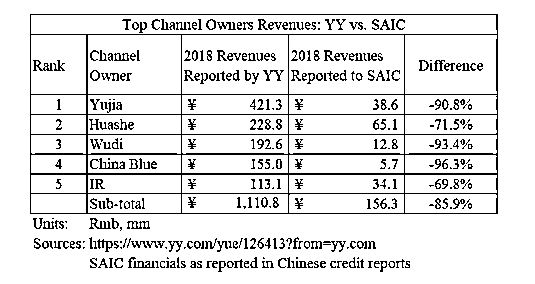 Top Channel Owners Revenues: YY vs. SAIC
Rank Channel Owner 2018 Revenues Reported by YY 2018 Revenues Reported to SAIC Difference
1 Yujia ¥ 421.3 ¥ 38.6 -90.8%
2 Huashe ¥ 228.8 ¥ 65.1 -71.5%
3 Wudi ¥ 192.6 ¥ 12.8 -93.4%
4 China Blue ¥ 155.0 ¥ 5.7 -96.3%
5 IR ¥ 113.1 ¥ 34.1 -69.8%
Sub-total ¥ 1,110.8 ¥ 156.3 -85.9%
Units: Rmb, mm
Sources: https://www.yy.com/yue/126413?from=yy.com
SAIC financials as reported in Chinese credit reports